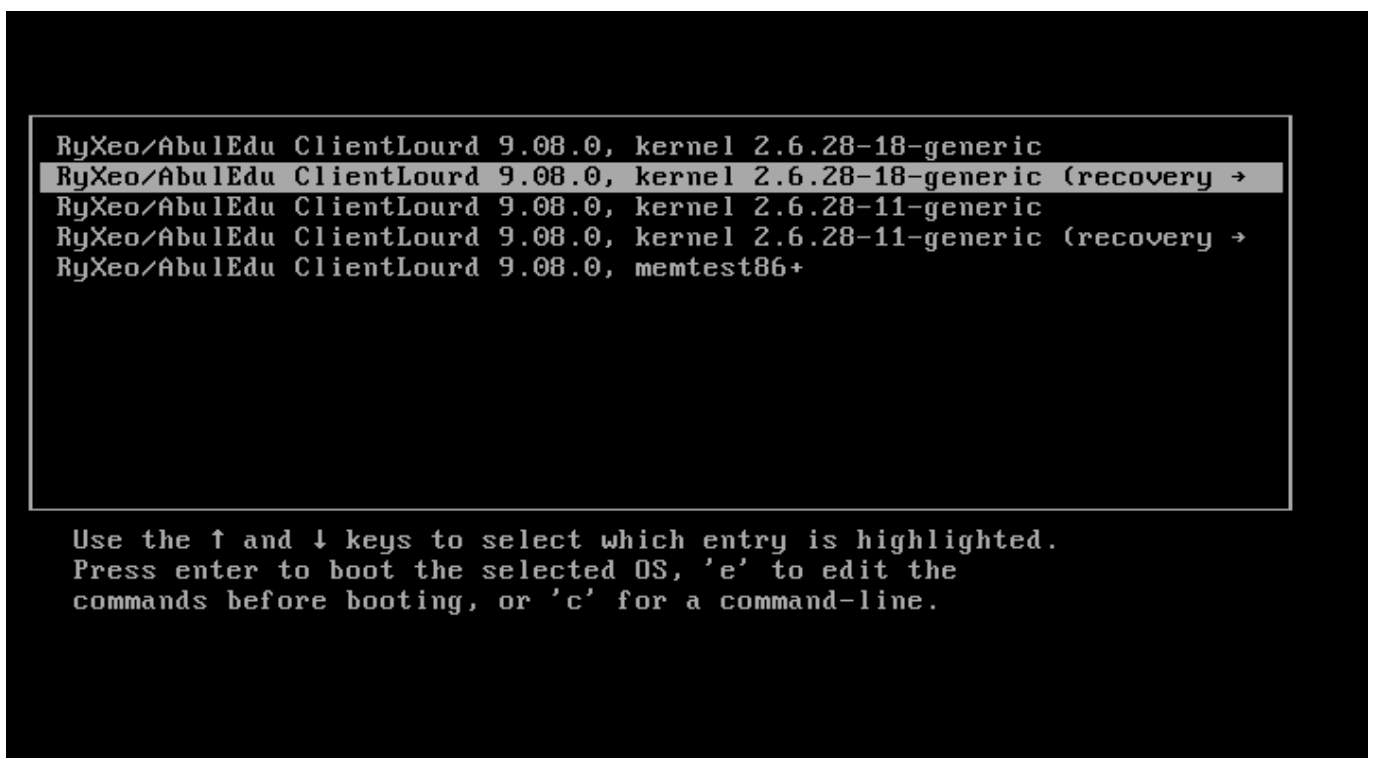 RyXeo/AbulEdu ClientLourd 9.08.0, kernel 2.6.28-18-generic
RyXeo/AbulEdu ClientLourd 9.08.0, kernel 2.6.28-18-generic (recovery →
RyXeo/AbulEdu ClientLourd 9.08.0, kernel 2.6.28-11-generic
RyXeo/AbulEdu ClientLourd 9.08.0, kernel 2.6.28-11-generic (recovery →
RyXeo/AbulEdu ClientLourd 9.08.0, memtest86+
Use the ↑ and ↓ keys to select which entry is highlighted.
Press enter to boot the selected OS, 'e' to edit the
commands before booting, or 'c' for a command-line.